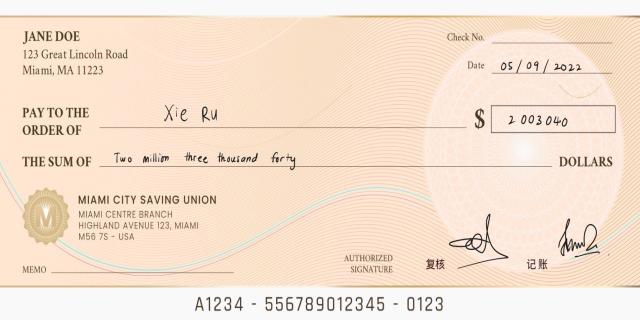 JANE DOE
123 Great Lincoln Road
Miami, MA 11223
Check No.
Date 05/09/2022
PAY TO THE
ORDER OF Xie Ru
$ 2003040
THE SUM OF Two million three thousand forty DOLLARS
MIAMI CITY SAVING UNION
MIAMI CENTRE BRANCH
HIGHLAND AVENUE 123, MIAMI
M56 7S - USA
MEMO
AUTHORIZED
SIGNATURE
复核
记账
A1234 - 556789012345 - 0123